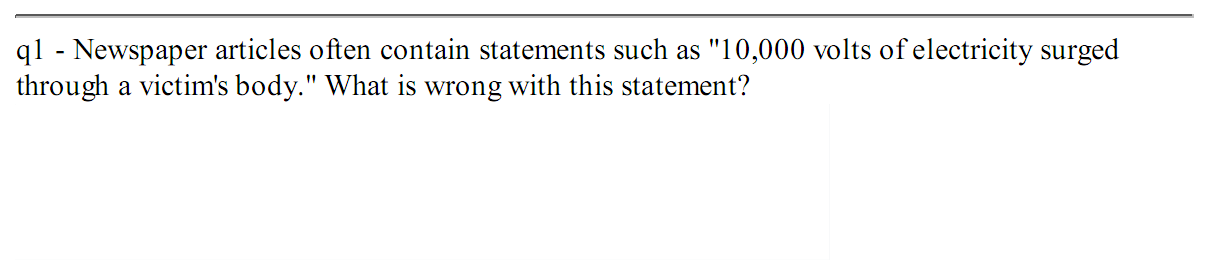 q1 - Newspaper articles often contain statements such as "10,000 volts of electricity surged
through a victim's body." What is wrong with this statement?